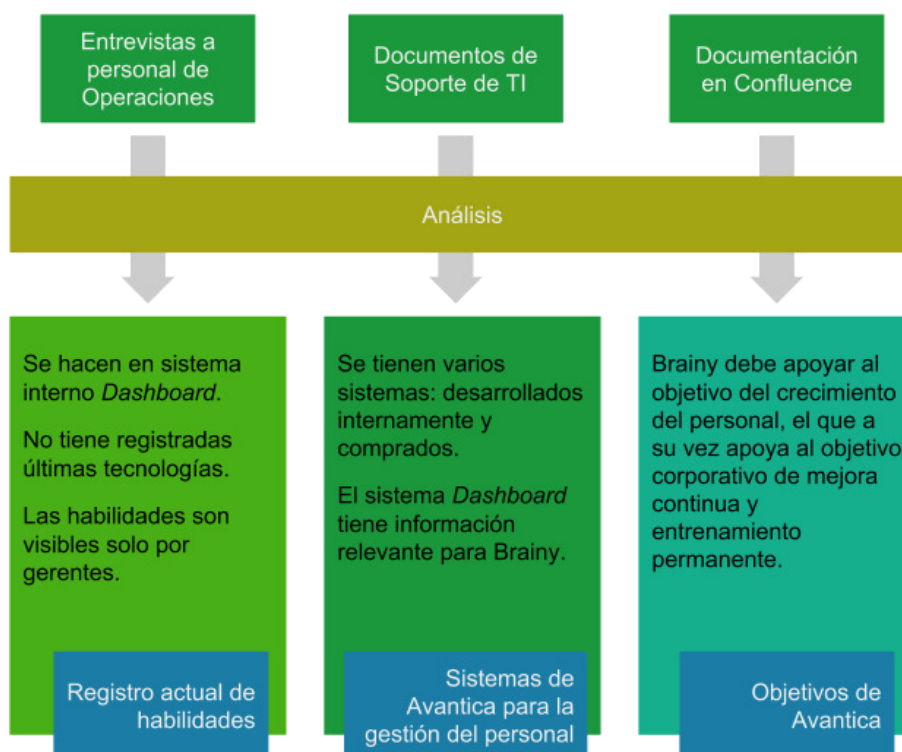 Entrevistas a
personal de
Operaciones
Documentos de
Soporte de TI
Documentación
en Confluence
Análisis
Se hacen en sistema
interno Dashboard.
No tiene registradas
últimas tecnologías.
Las habilidades son
visibles solo por
gerentes.
Registro actual de
habilidades
Se tienen varios
sistemas: desarrollados
internamente y
comprados.
El sistema Dashboard
tiene información
relevante para Brainy.
Sistemas de
Avantica para la
gestión del personal
Brainy debe apoyar al
objetivo del crecimiento
del personal, el que a
su vez apoya al objetivo
corporativo de mejora
continua y
entrenamiento
permanente.
Objetivos de
Avantica